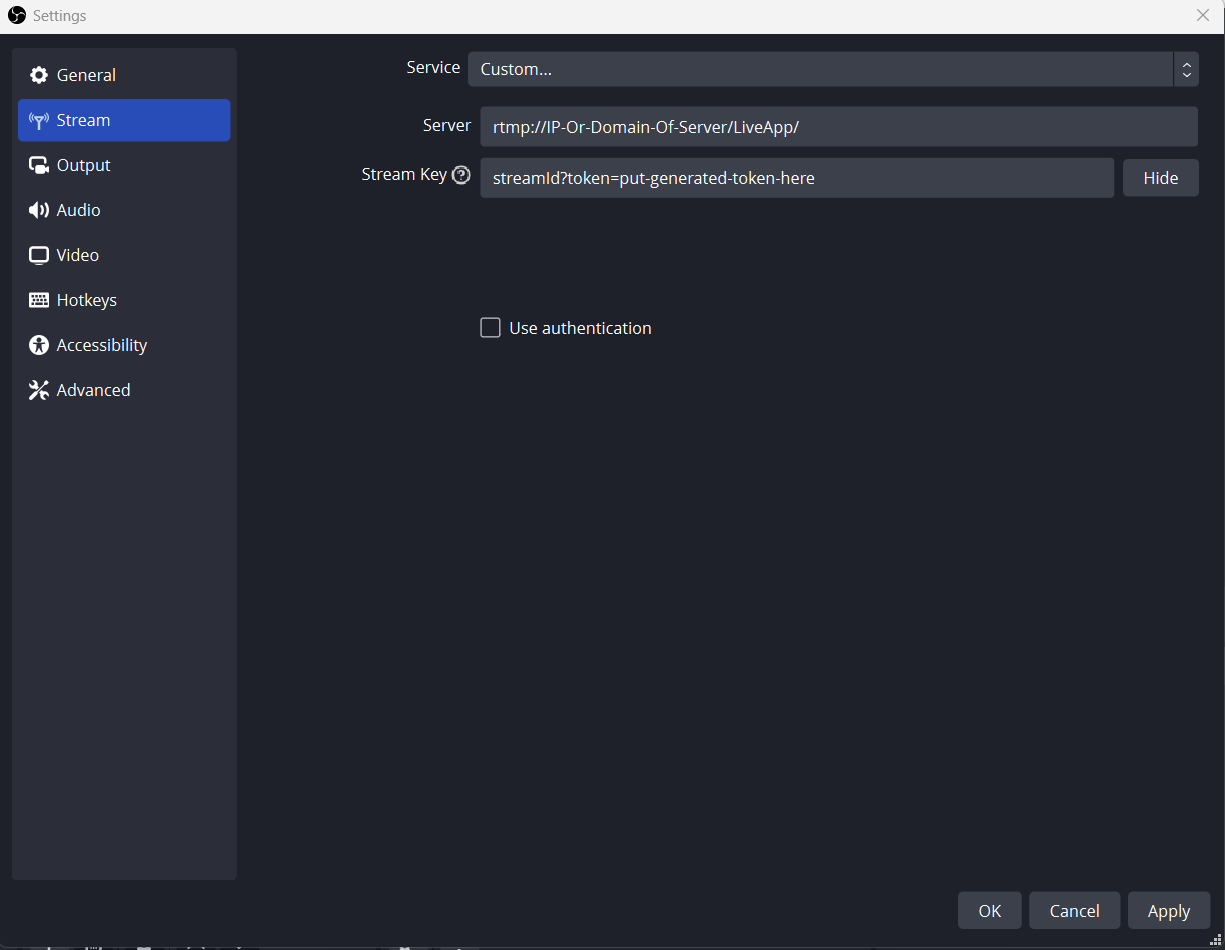 Settings
General
Stream
Output
Audio
Video
Hotkeys
Accessibility
Advanced
Service Custom...
Server rtmp://IP-Or-Domain-Of-Server/LiveApp/
Stream Key ? streamId?token=put-generated-token-here Hide
Use authentication
OK Cancel Apply